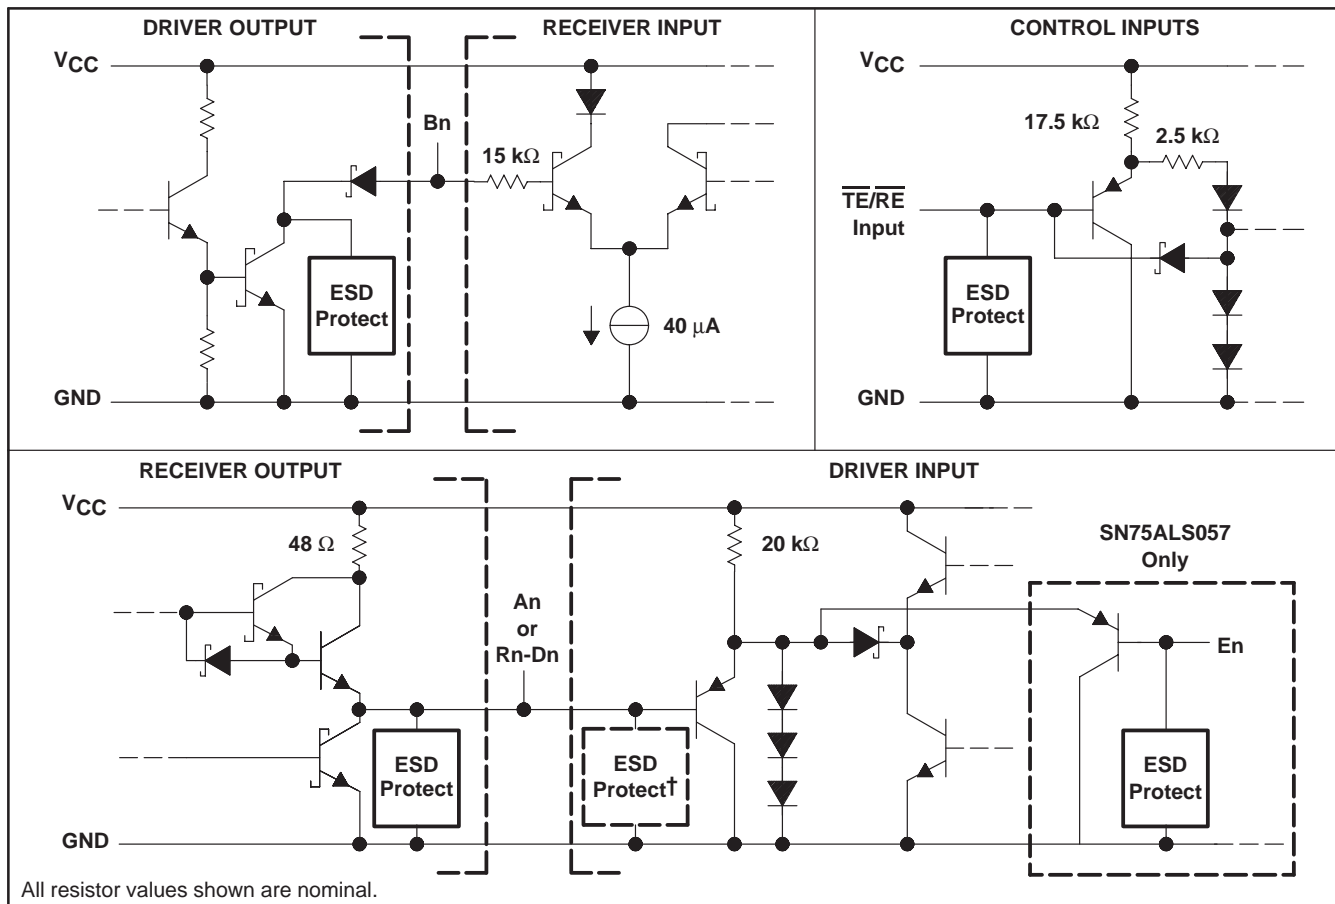 DRIVER OUTPUT
RECEIVER INPUT
VCC
Bn
15 kΩ
ESD
Protect
40 μA
GND
CONTROL INPUTS
VCC
17.5 kΩ
2.5 kΩ
TE/RE
Input
ESD
Protect
GND
RECEIVER OUTPUT
DRIVER INPUT
VCC
48 Ω
20 kΩ
SN75ALS057
Only
An
or
Rn-Dn
En
ESD
Protect
ESD
Protect†
ESD
Protect
GND
All resistor values shown are nominal.